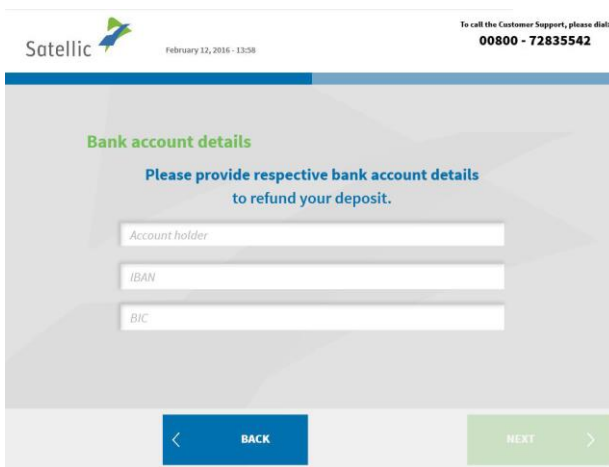 To call the Customer Support, please dial:
00800 - 72835542
Satellic
February 12, 2016 - 13:58
Bank account details
Please provide respective bank account details
to refund your deposit.
Account holder
IBAN
BIC
BACK
NEXT